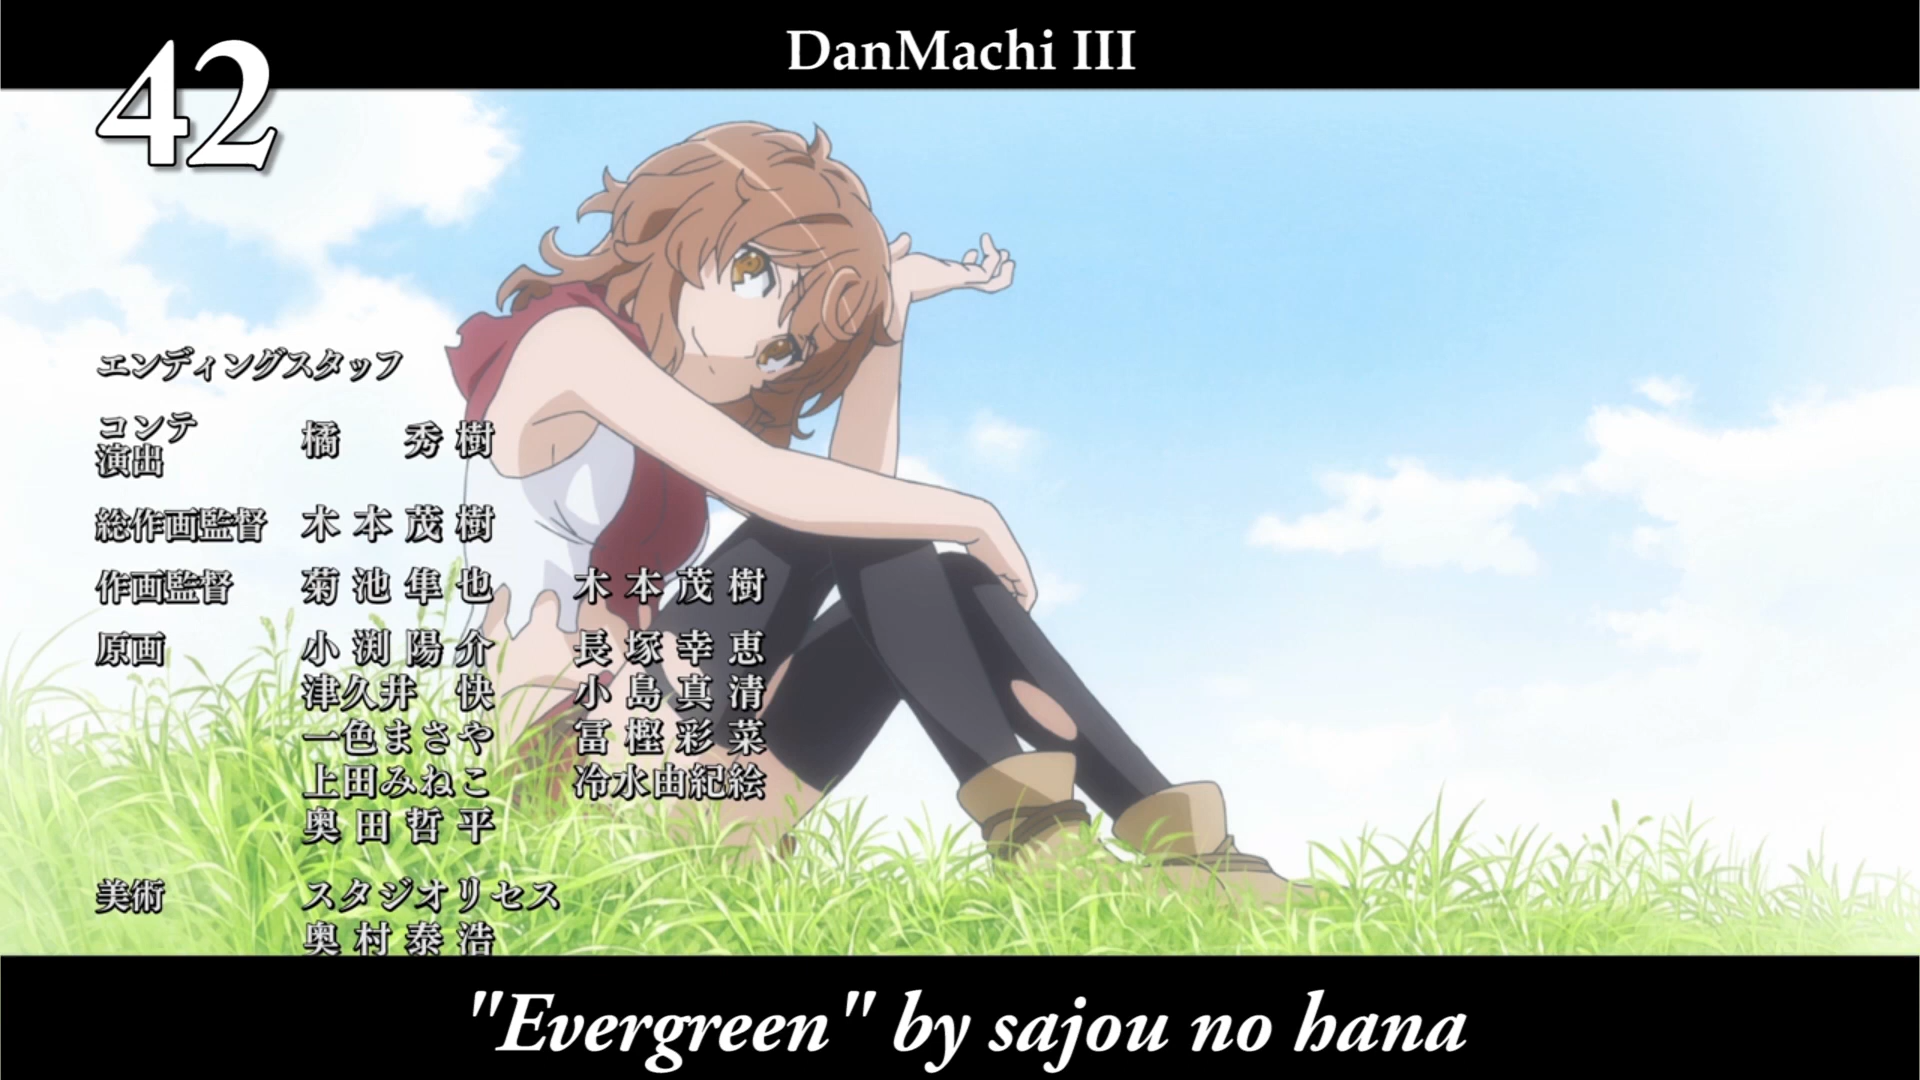 DanMachi III
42
エンディングスタッフ
コンテ
演出
橘 秀樹
総作画監督 木本茂樹
作画監督 菊池隼也 木本茂樹
原画 小渕陽介 長塚幸恵
津久井 快 小島真清
一色まさや 冨樫彩菜
上田みねこ 冷水由紀絵
奥田哲平
美術 スタジオリセス
奥村泰浩
"Evergreen" by sajou no hana